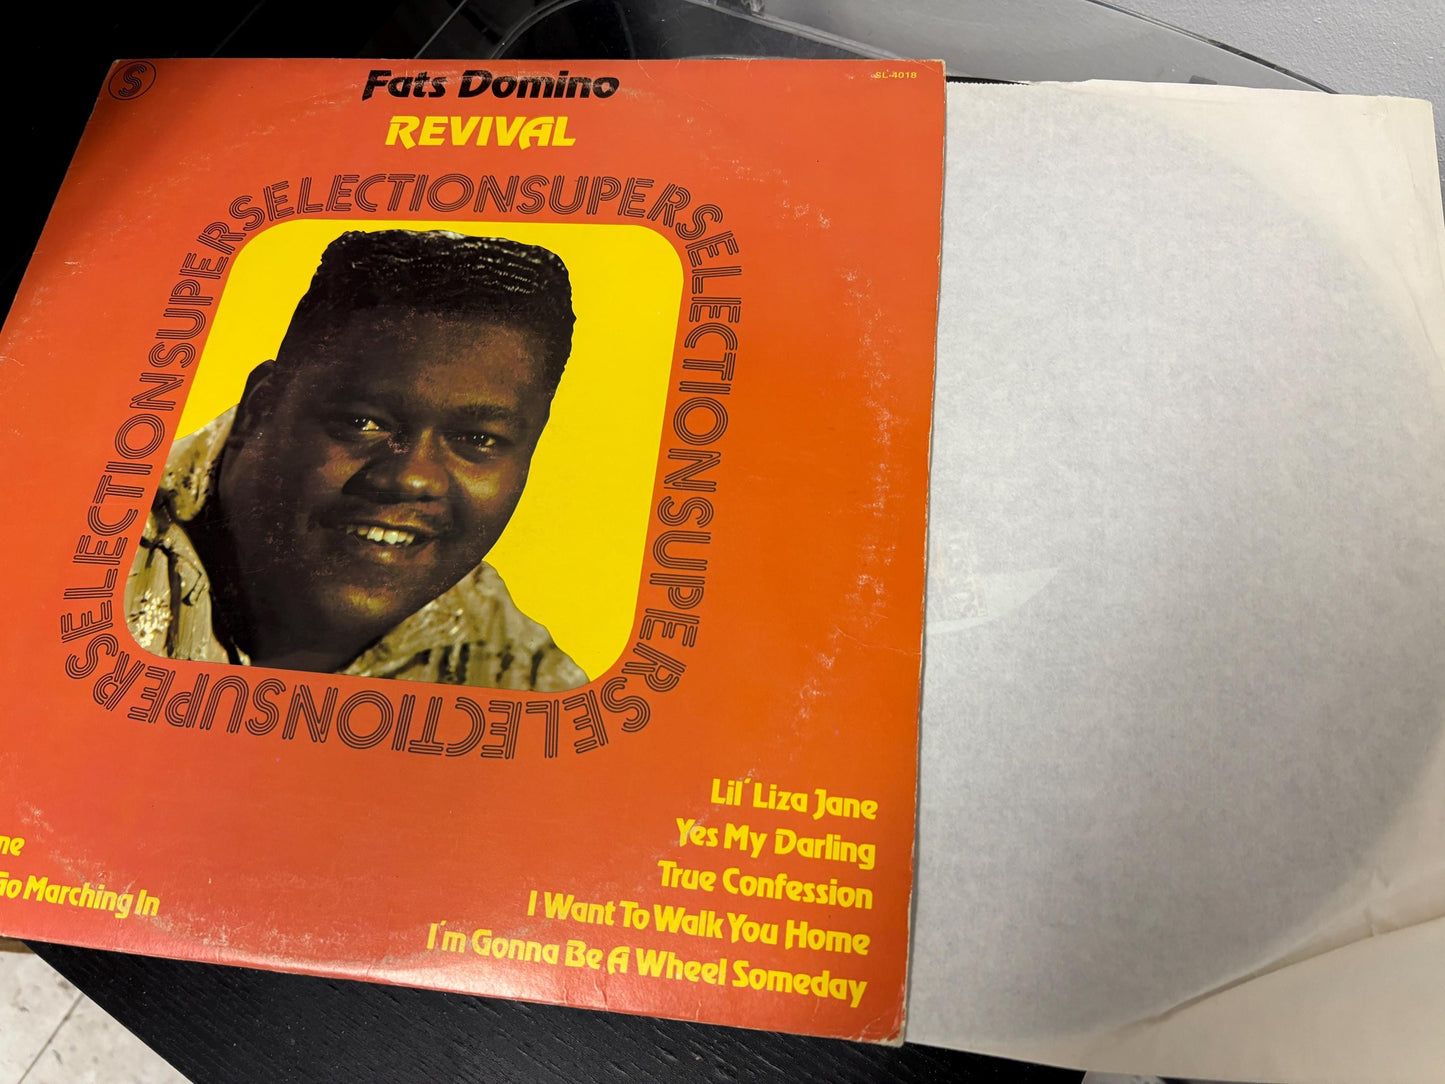 S
Fats Domino
SL-4018
REVIVAL
SELECTIONSUPERSELECTIONSUPERSELECTIONSUPERSELECTIONSUPER
Lil' Liza Jane
Yes My Darling
True Confession
I Want To Walk You Home
I'm Gonna Be A Wheel Someday
ne
Go Marching In